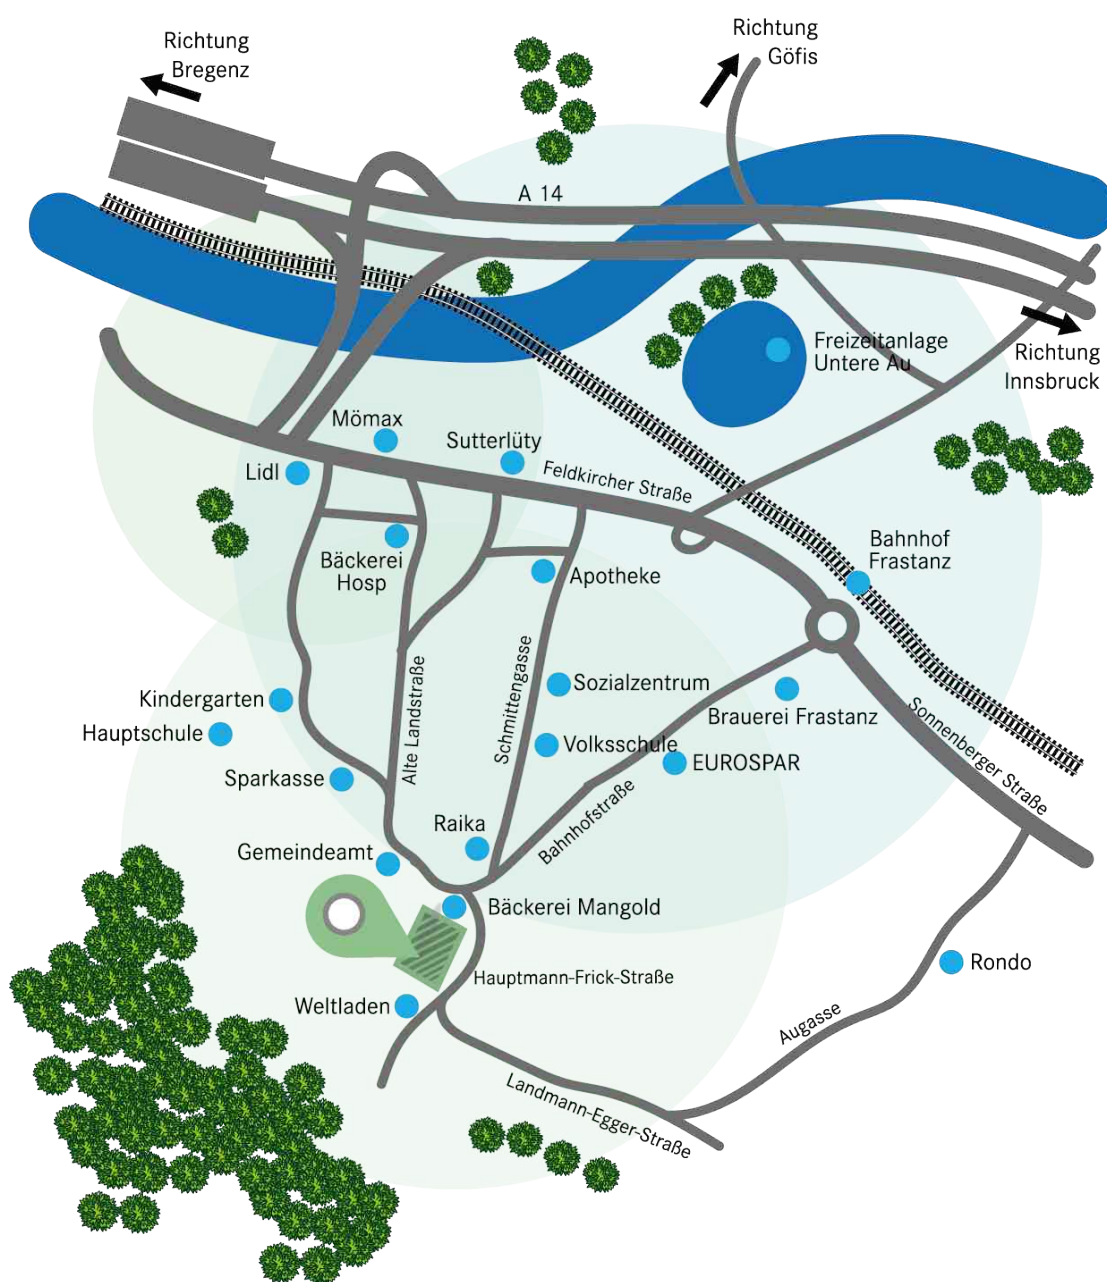 Richtung
Bregenz
Richtung
Göfis
A 14
Freizeitanlage
Untere Au
Richtung
Innsbruck
Mömax
Sutterlüty
Lidl
Feldkircher Straße
Bäckerei
Hosp
Apotheke
Bahnhof
Frastanz
Kindergarten
Hauptschule
Sparkasse
Alte Landstraße
Schmittengasse
Sozialzentrum
Volksschule
Brauerei Frastanz
EUROSPAR
Sonnenberger Straße
Raika
Bahnhofstraße
Gemeindeamt
Bäckerei Mangold
Hauptmann-Frick-Straße
Weltladen
Rondo
Augasse
Landmann-Egger-Straße